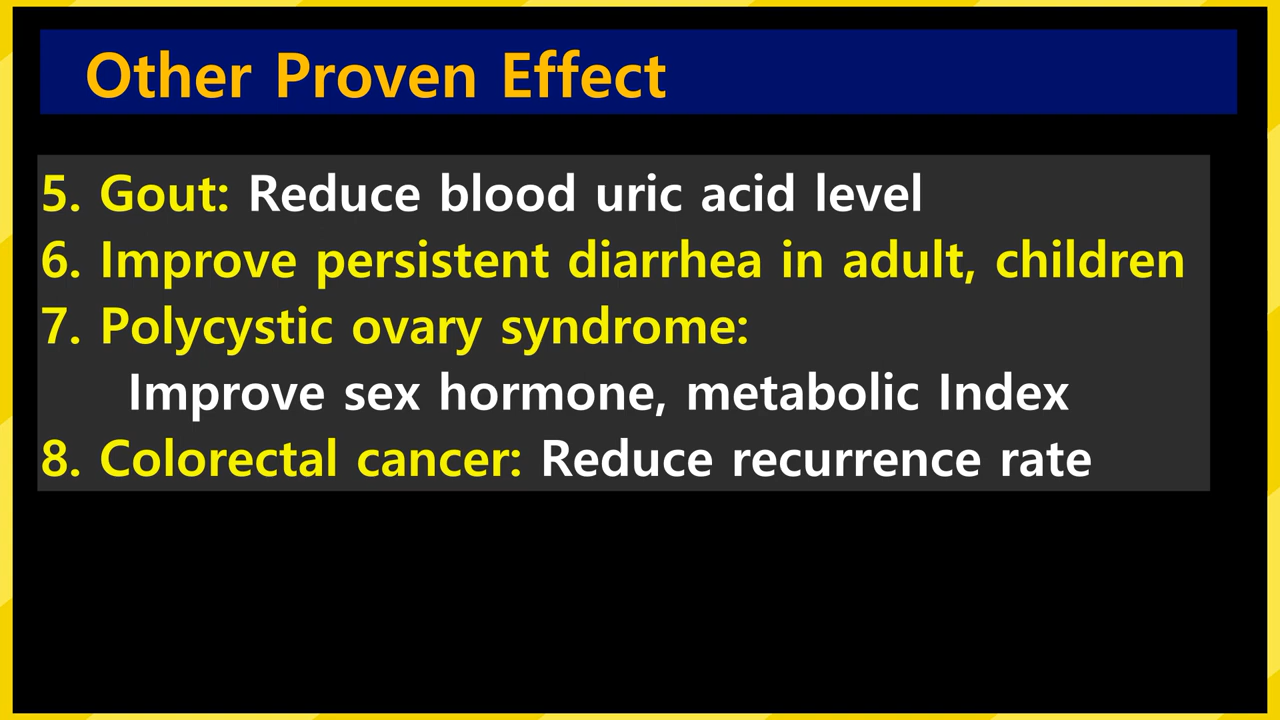 Other Proven Effect
5. Gout: Reduce blood uric acid level
6. Improve persistent diarrhea in adult, children
7. Polycystic ovary syndrome:
Improve sex hormone, metabolic Index
8. Colorectal cancer: Reduce recurrence rate